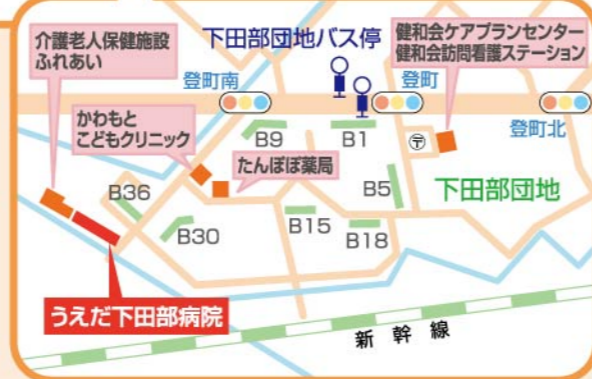 介護老人保健施設
ふれあい
下田部団地バス停
健和会ケアプランセンター
健和会訪問看護ステーション
登町南
登町
登町北
かわもと
こどもクリニック
B9
B1
〒
たんぽぽ薬局
B36
B5
下田部団地
B30
B15
B18
うえだ下田部病院
新幹線